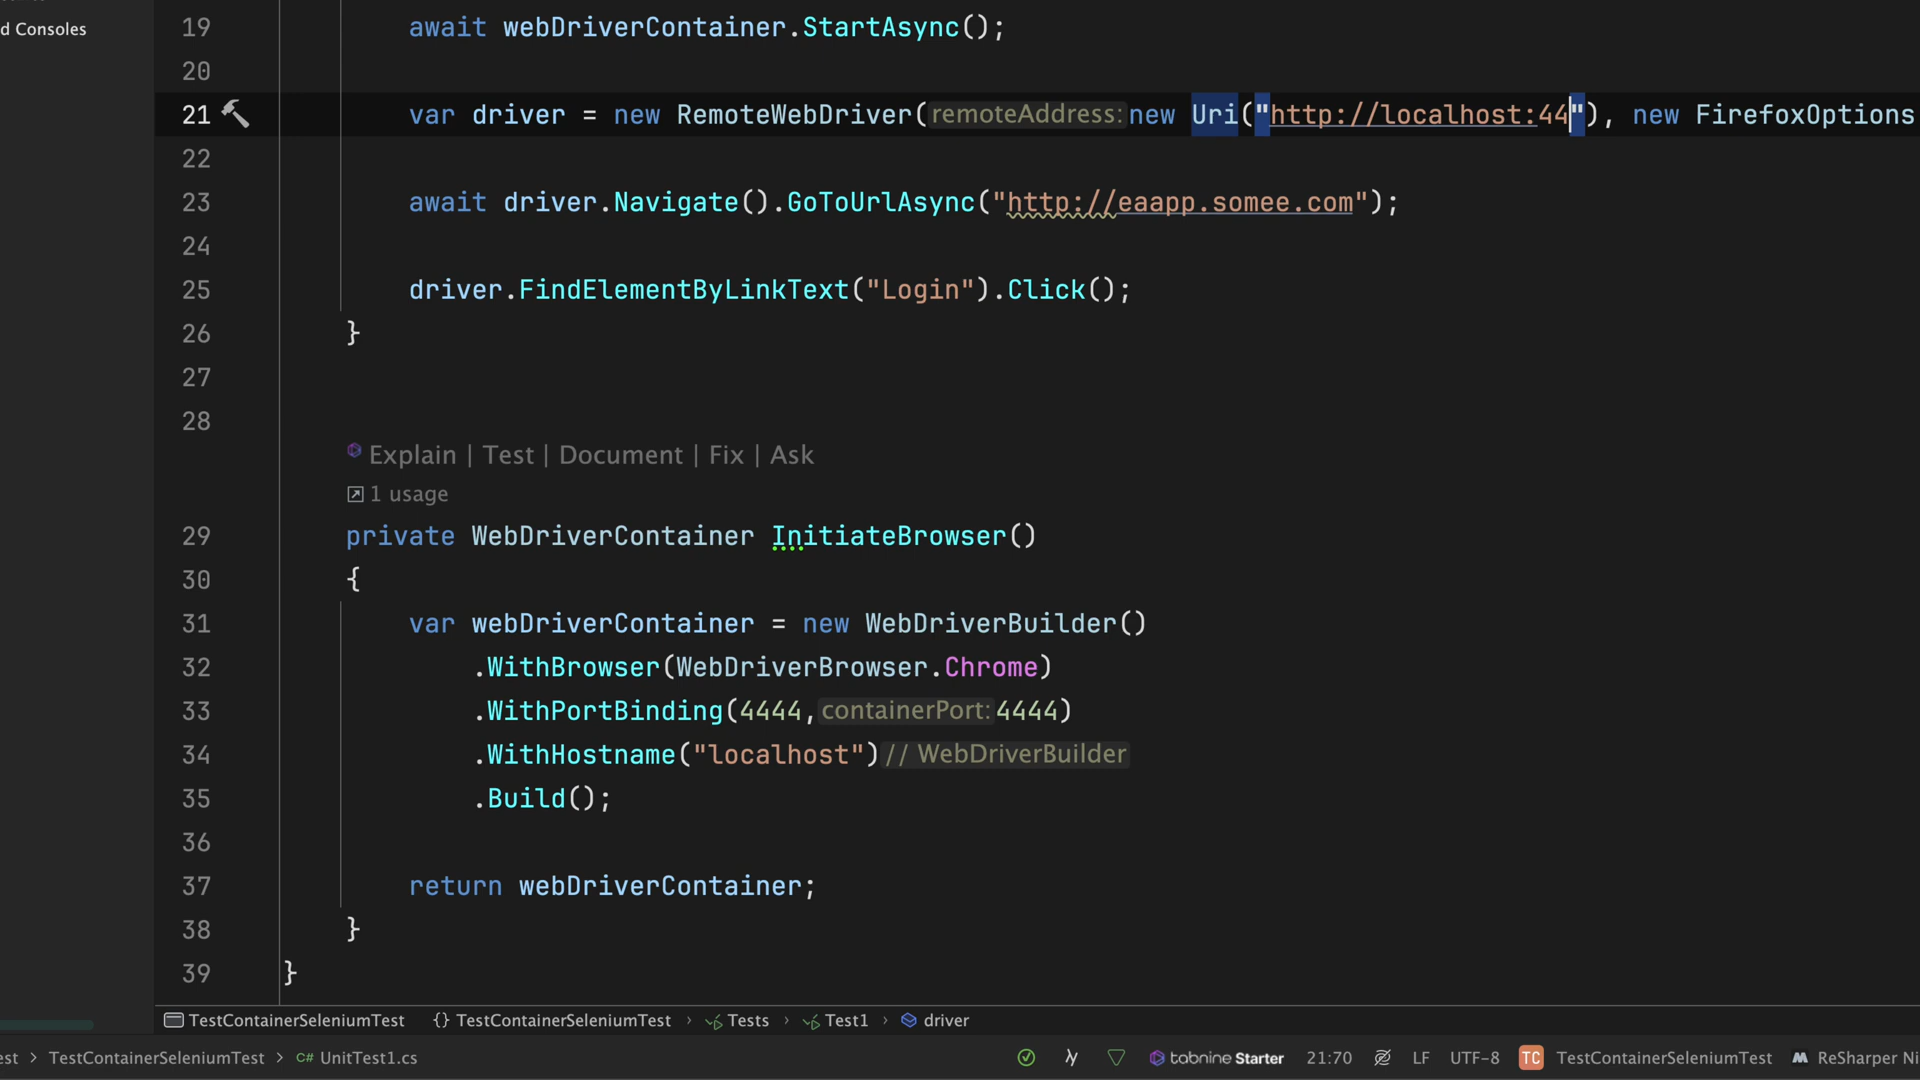 d Consoles
19 await webDriverContainer.StartAsync();
20
21 var driver = new RemoteWebDriver(remoteAddress: new Uri("http://localhost:44"), new FirefoxOptions
22
23 await driver.Navigate().GoToUrlAsync("http://eaapp.somee.com");
24
25 driver.FindElementByLinkText("Login").Click();
26 }
27
28
Explain | Test | Document | Fix | Ask
1 usage
29 private WebDriverContainer InitiateBrowser()
30 {
31 var webDriverContainer = new WebDriverBuilder()
32 .WithBrowser(WebDriverBrowser.Chrome)
33 .WithPortBinding(4444, containerPort: 4444)
34 .WithHostname("localhost") // WebDriverBuilder
35 .Build();
36
37 return webDriverContainer;
38 }
39 }
TestContainerSeleniumTest {} TestContainerSeleniumTest › Tests › Test1 › driver
est > TestContainerSeleniumTest > C# UnitTest1.cs tabnine Starter 21:70 LF UTF-8 TC TestContainerSeleniumTest ReSharper Ni